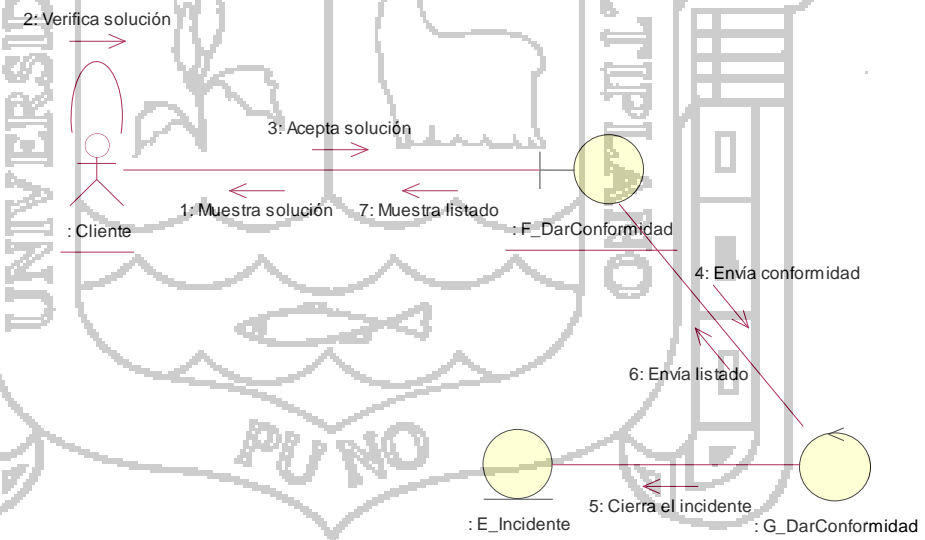 2: Verifica solución
3: Acepta solución
1: Muestra solución
7: Muestra listado
: Cliente
: F_DarConformidad
4: Envía conformidad
6: Envía listado
5: Cierra el incidente
: E_Incidente
: G_DarConformidad
PUNO